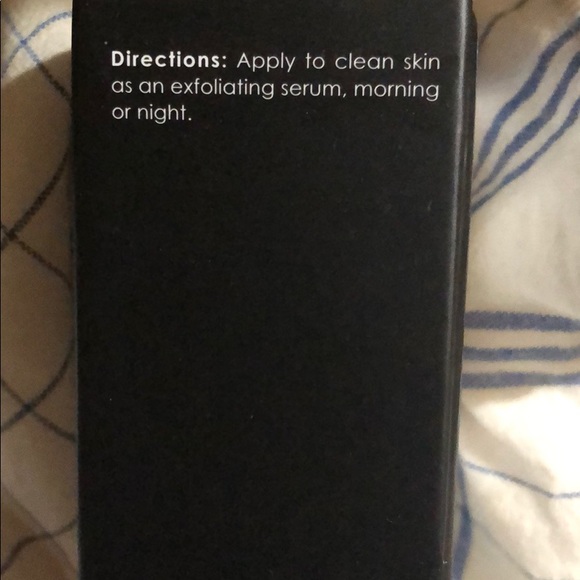 Directions: Apply to clean skin
as an exfoliating serum, morning
or night.